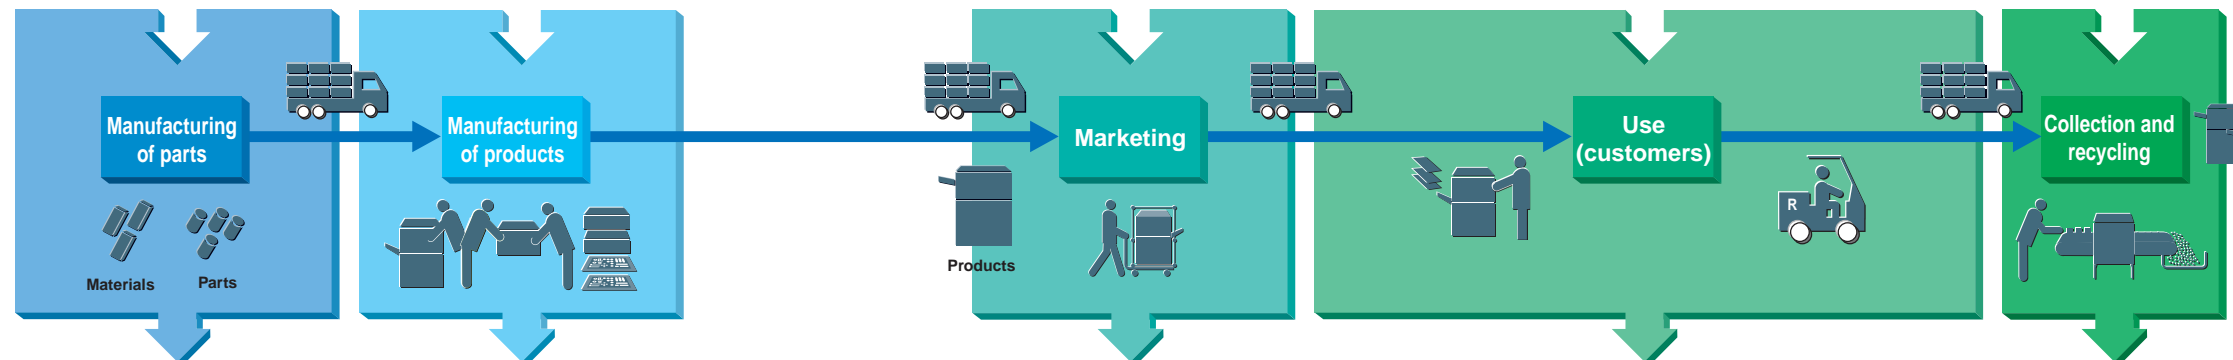 Manufacturing
of parts
Manufacturing
of products
Marketing
Use
(customers)
Collection and
recycling
R
Materials
Parts
Products